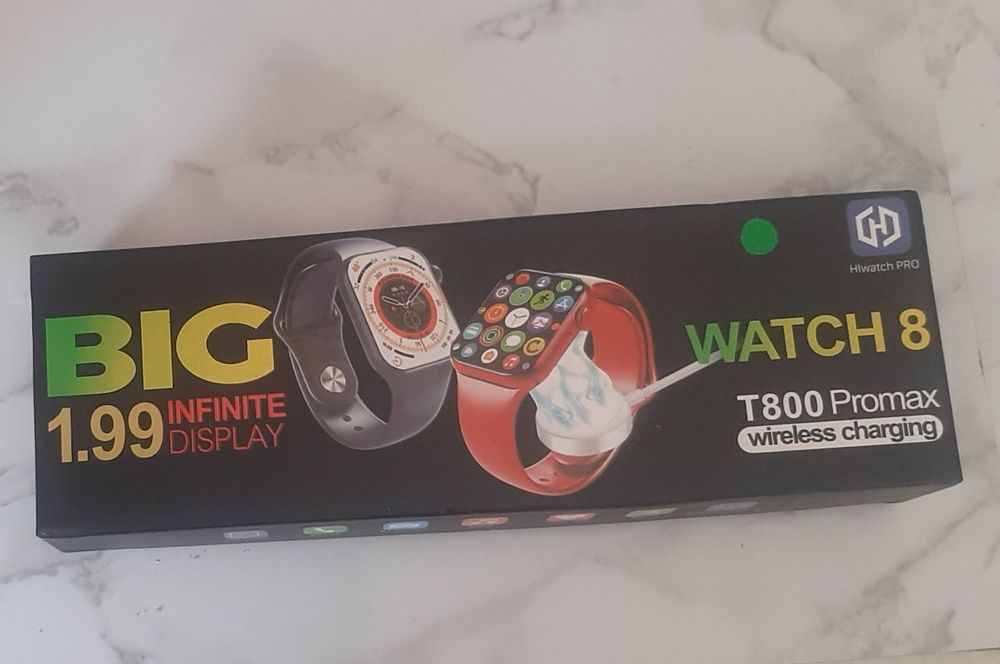 BIG
1.99 INFINITE
DISPLAY
HIwatch PRO
WATCH 8
T800 Promax
wireless charging